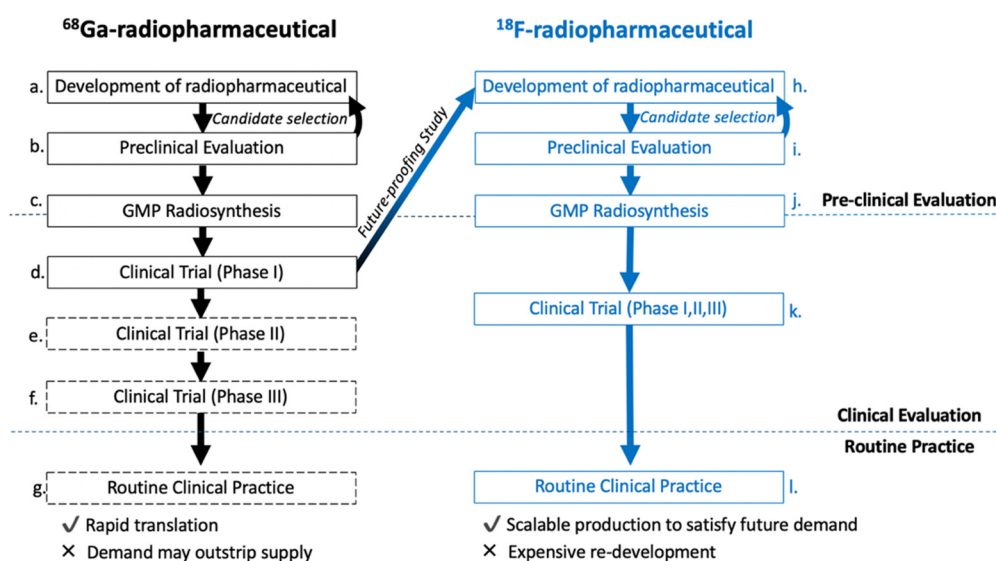 ⁶⁸Ga-radiopharmaceutical
a. Development of radiopharmaceutical
Candidate selection
b. Preclinical Evaluation
c. GMP Radiosynthesis
d. Clinical Trial (Phase I)
e. Clinical Trial (Phase II)
f. Clinical Trial (Phase III)
g. Routine Clinical Practice
✓ Rapid translation
✕ Demand may outstrip supply
Future-proofing Study
¹⁸F-radiopharmaceutical
Development of radiopharmaceutical h.
Candidate selection
Preclinical Evaluation i.
GMP Radiosynthesis j.
Clinical Trial (Phase I,II,III) k.
Routine Clinical Practice l.
✓ Scalable production to satisfy future demand
✕ Expensive re-development
Pre-clinical Evaluation
Clinical Evaluation
Routine Practice